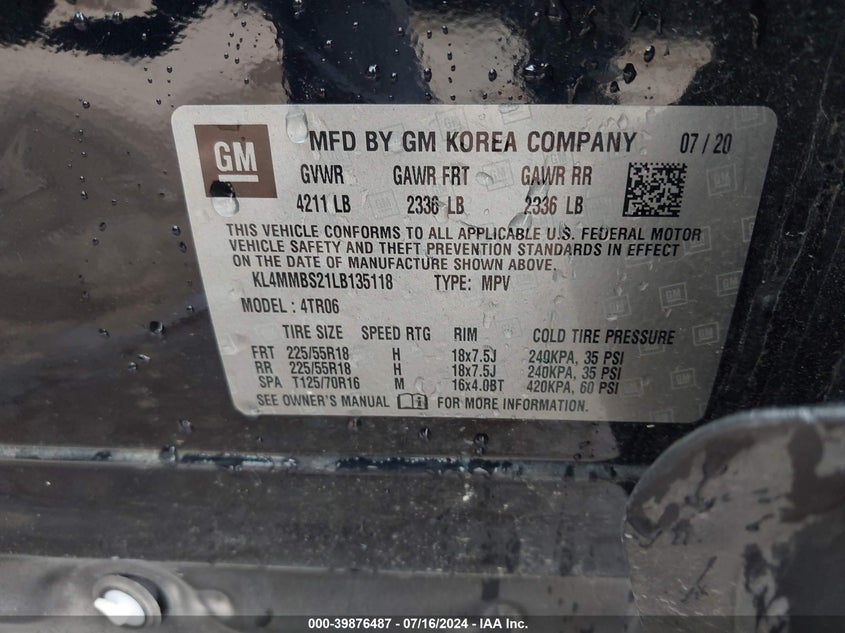 GM
MFD BY GM KOREA COMPANY 07 / 20
GVWR GAWR FRT GAWR RR
4211 LB 2336 LB 2336 LB
THIS VEHICLE CONFORMS TO ALL APPLICABLE U.S. FEDERAL MOTOR
VEHICLE SAFETY AND THEFT PREVENTION STANDARDS IN EFFECT
ON THE DATE OF MANUFACTURE SHOWN ABOVE.
KL4MMBS21LB135118 TYPE: MPV
MODEL : 4TR06
TIRE SIZE SPEED RTG RIM COLD TIRE PRESSURE
FRT 225/55R18 H 18x7.5J 240KPA, 35 PSI
RR 225/55R18 H 18x7.5J 240KPA, 35 PSI
SPA T125/70R16 M 16x4.0BT 420KPA, 60 PSI
SEE OWNER'S MANUAL FOR MORE INFORMATION.
000-39876487 - 07/16/2024 - IAA Inc.